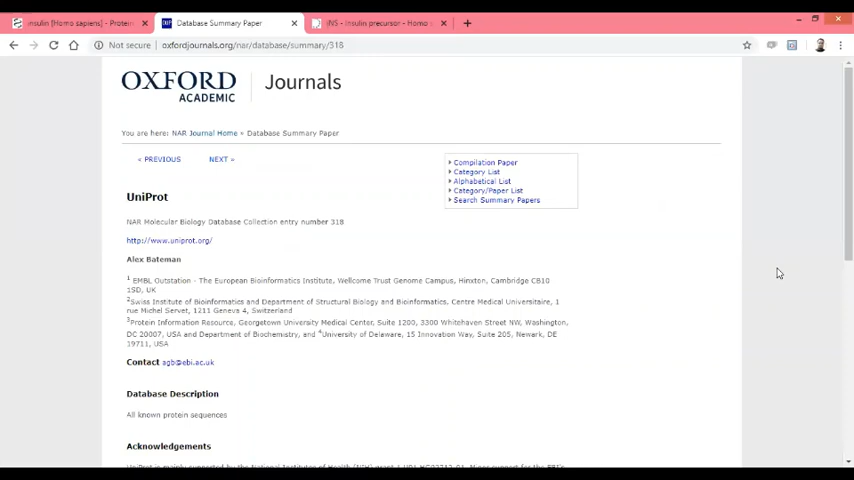 insulin [Homo sapiens] - Protein
Database Summary Paper
INS - Insulin precursor - Homo s
Not secure
oxfordjournals.org/nar/database/summary/318
OXFORD
ACADEMIC
Journals
You are here: NAR Journal Home » Database Summary Paper
< PREVIOUS
NEXT »
Compilation Paper
Category List
Alphabetical List
Category/Paper List
Search Summary Papers
UniProt
NAR Molecular Biology Database Collection entry number 318
http://www.uniprot.org/
Alex Bateman
1 EMBL Outstation - The European Bioinformatics Institute, Wellcome Trust Genome Campus, Hinxton, Cambridge CB10
1SD, UK
2Swiss Institute of Bioinformatics and Department of Structural Biology and Bioinformatics, Centre Medical Universitaire, 1
rue Michel Servet, 1211 Geneva 4, Switzerland
3Protein Information Resource, Georgetown University Medical Center, Suite 1200, 3300 Whitehaven Street NW, Washington,
DC 20007, USA and Department of Biochemistry, and 4University of Delaware, 15 Innovation Way, Suite 205, Newark, DE
19711, USA
Contact agb@ebi.ac.uk
Database Description
All known protein sequences
Acknowledgements